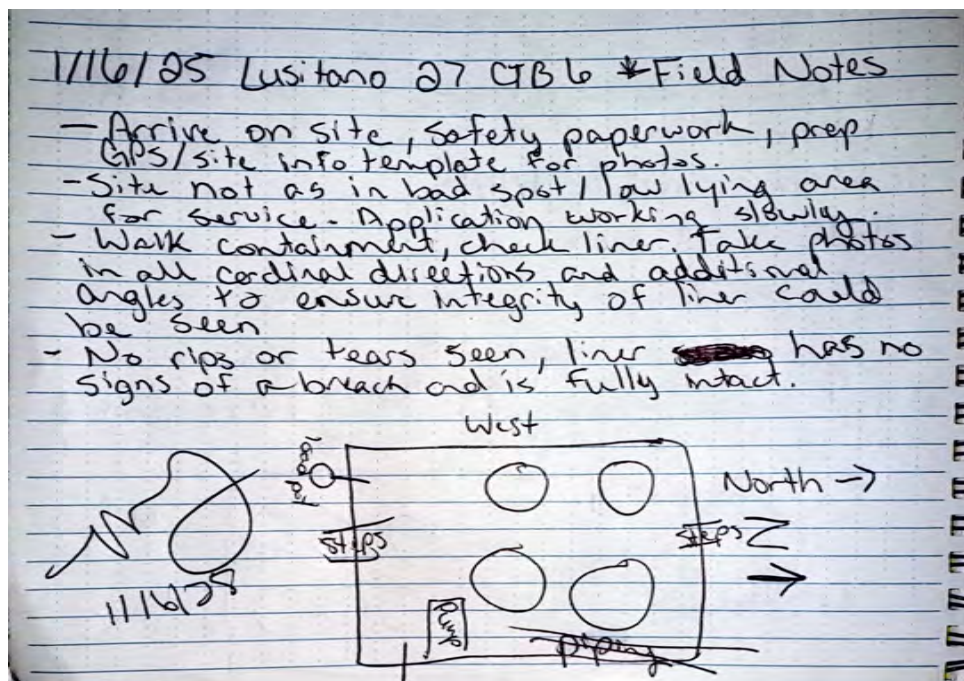 1/16/25 Lusitano 27 CTB 6 *Field Notes
- Arrive on site, safety paperwork, prep
GPS/site info template for photos.
- Site not as in bad spot/low lying area
for service. Application working slowly.
- Walk containment, check liner. Take photos
in all cardinal direetions and additional
angles to ensure integrity of liner could
be seen
- No rips or tears seen, liner has no
signs of a breach and is fully intact.
West
load pot
North ->
Steps
Steps
1/16/25
Pump
piping